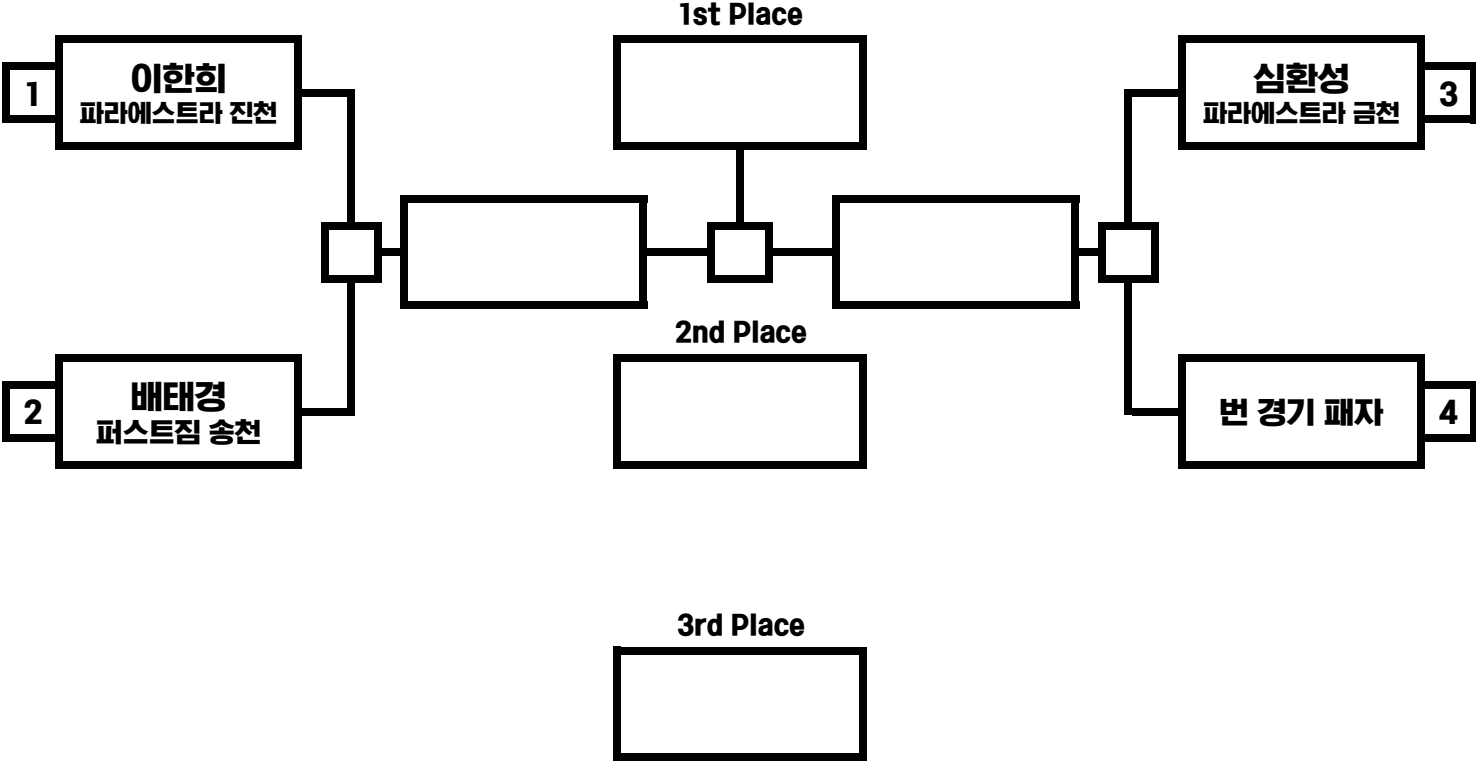 1st Place
1
이한희
파라에스트라 진천
심환성
파라에스트라 금천
3
2nd Place
2
배태경
퍼스트짐 송천
번 경기 패자
4
3rd Place